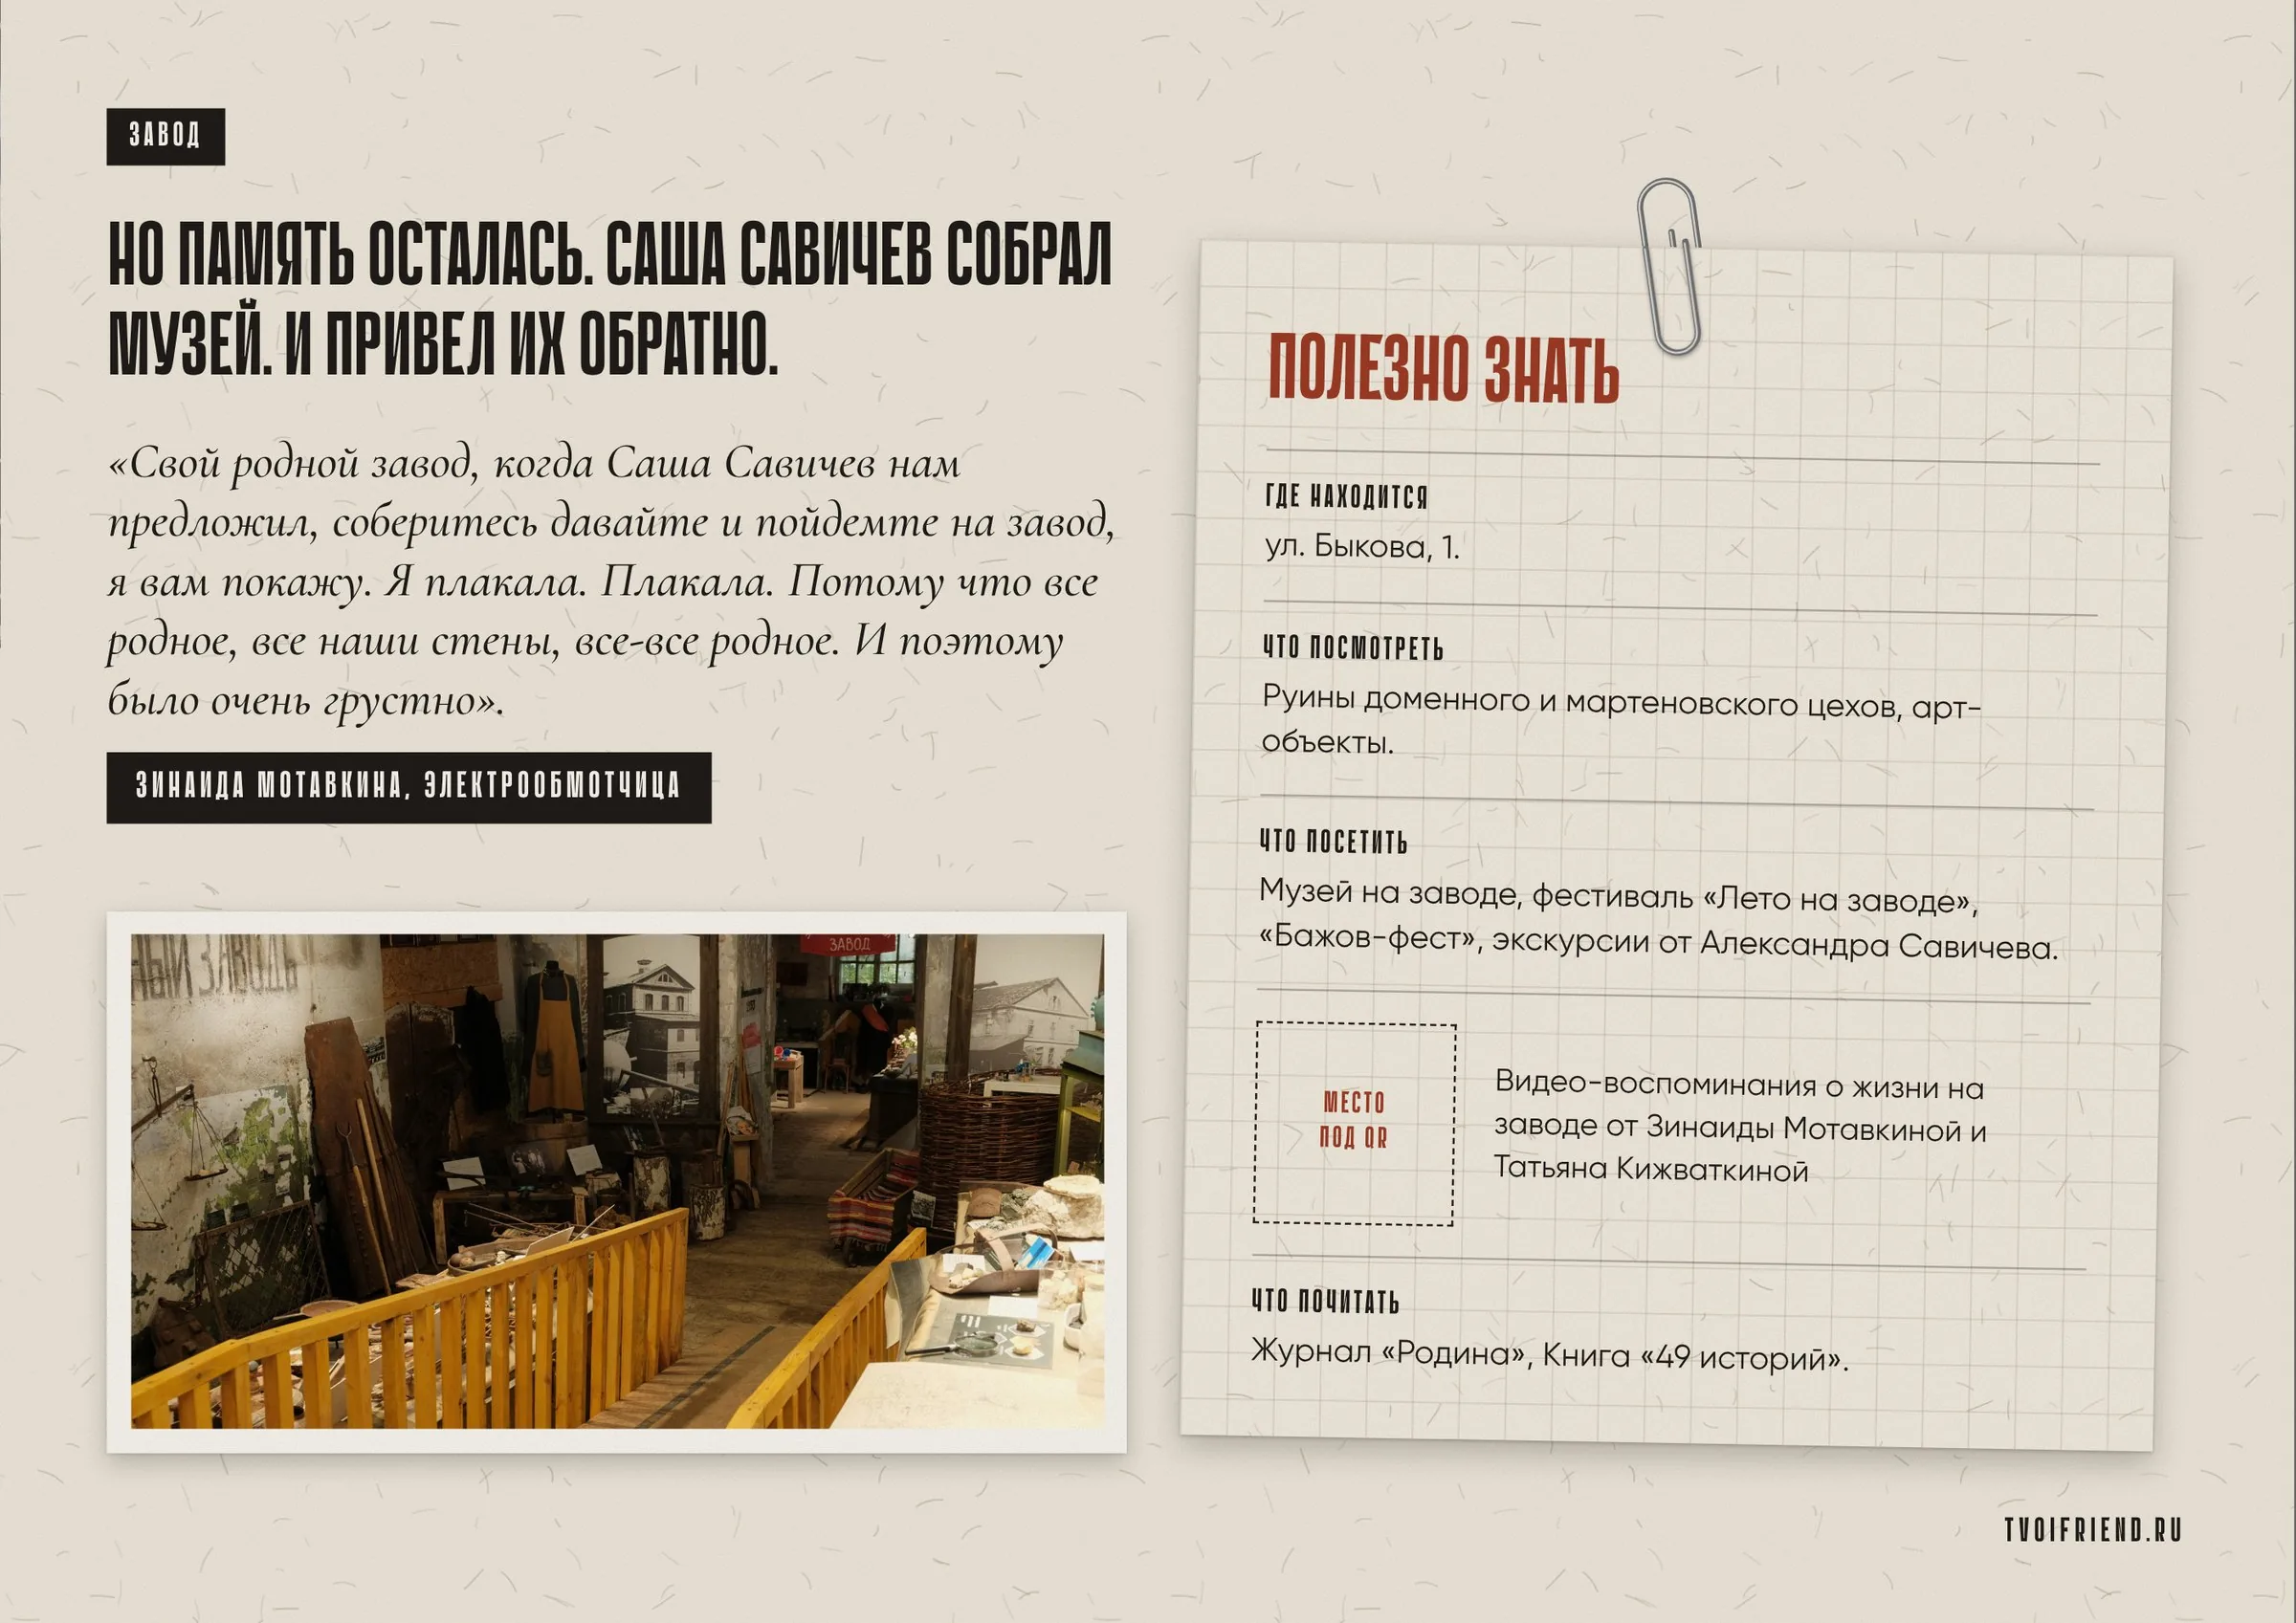 ЗАВОД
НО ПАМЯТЬ ОСТАЛАСЬ. САША САВИЧЕВ СОБРАЛ
МУЗЕЙ. И ПРИВЕЛ ИХ ОБРАТНО.
«Свой родной завод, когда Саша Савичев нам
предложил, соберитесь давайте и пойдемте на завод,
я вам покажу. Я плакала. Плакала. Потому что все
родное, все наши стены, все-все родное. И поэтому
было очень грустно».
ЗИНАИДА МОТАВКИНА, ЭЛЕКТРООБМОТЧИЦА
ЗАВОД
ПОЛЕЗНО ЗНАТЬ
ГДЕ НАХОДИТСЯ
ул. Быкова, 1.
ЧТО ПОСМОТРЕТЬ
Руины доменного и мартеновского цехов, арт-
объекты.
ЧТО ПОСЕТИТЬ
Музей на заводе, фестиваль «Лето на заводе»,
«Бажов-фест», экскурсии от Александра Савичева.
МЕСТО
ПОД QR
Видео-воспоминания о жизни на
заводе от Зинаиды Мотавкиной и
Татьяна Кижваткиной
ЧТО ПОЧИТАТЬ
Журнал «Родина», Книга «49 историй».
TVOIFRIEND.RU